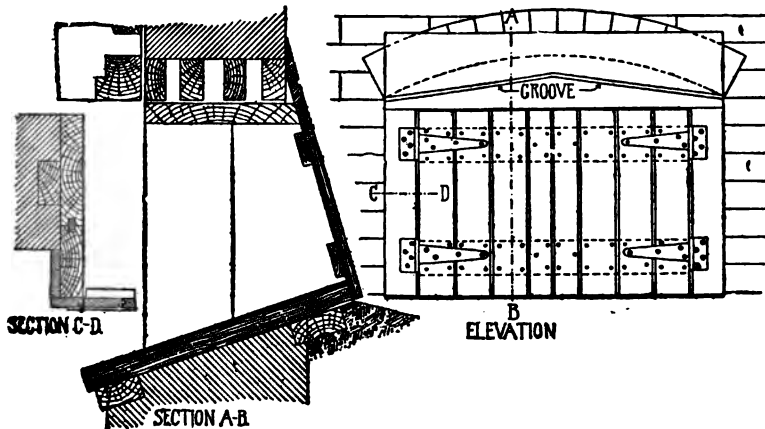 A
GROOVE
C D
B
ELEVATION
SECTION C-D.
SECTION A-B.